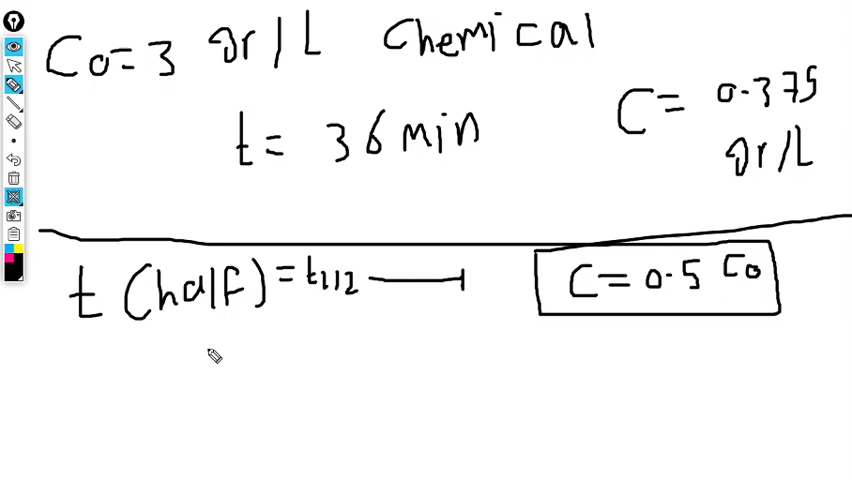 Co=3 gr/L Chemical
t= 36 min
C= 0.375
gr/L
t (half) = t1/2
C= 0.5 Co